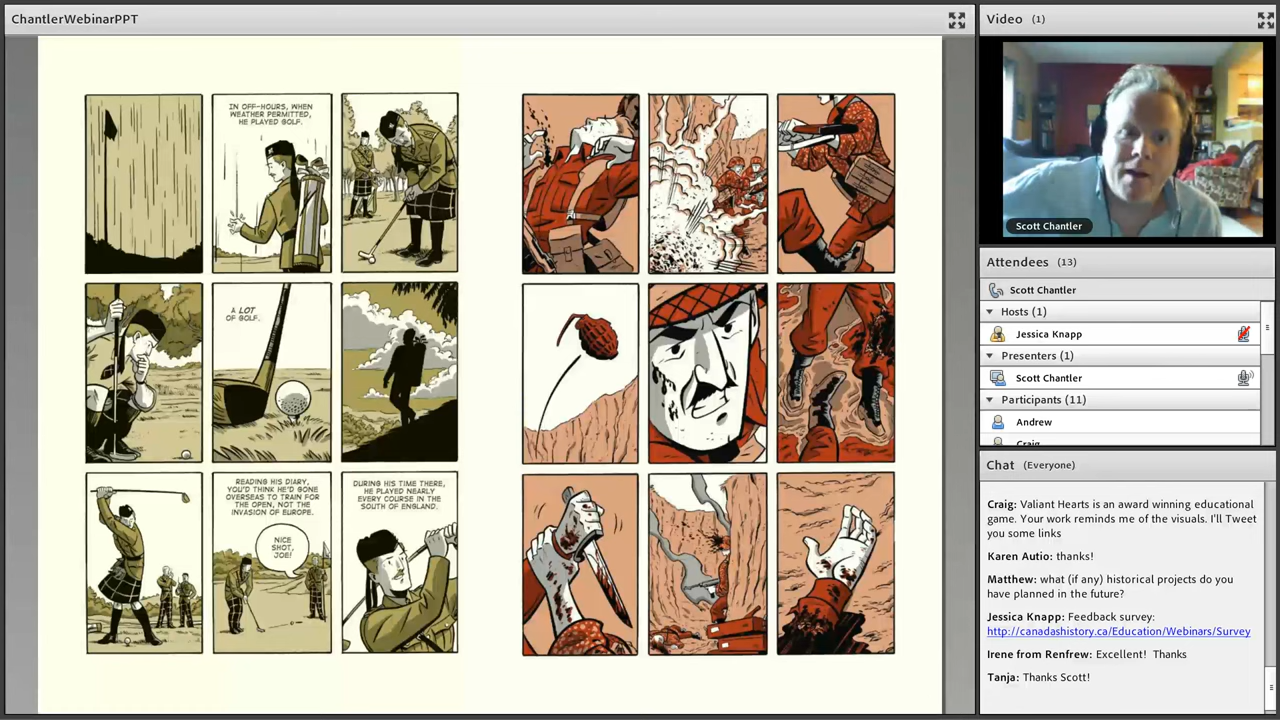 ChantlerWebinarPPT
IN OFF-HOURS, WHEN
WEATHER PERMITTED,
HE PLAYED GOLF.
A LOT
OF GOLF.
READING HIS DIARY,
YOU'D THINK HE'D GONE
OVERSEAS TO TRAIN FOR
THE OPEN, NOT THE
INVASION OF EUROPE.
NICE
SHOT,
JOE!
DURING HIS TIME THERE,
HE PLAYED NEARLY
EVERY COURSE IN THE
SOUTH OF ENGLAND.
Video (1)
Scott Chantler
Attendees (13)
Scott Chantler
Hosts (1)
Jessica Knapp
Presenters (1)
Scott Chantler
Participants (11)
Andrew
Craig
Chat (Everyone)
Craig: Valiant Hearts is an award winning educational
game. Your work reminds me of the visuals. I'll Tweet
you some links
Karen Autio: thanks!
Matthew: what (if any) historical projects do you
have planned in the future?
Jessica Knapp: Feedback survey:
http://canadashistory.ca/Education/Webinars/Survey
Irene from Renfrew: Excellent! Thanks
Tanja: Thanks Scott!